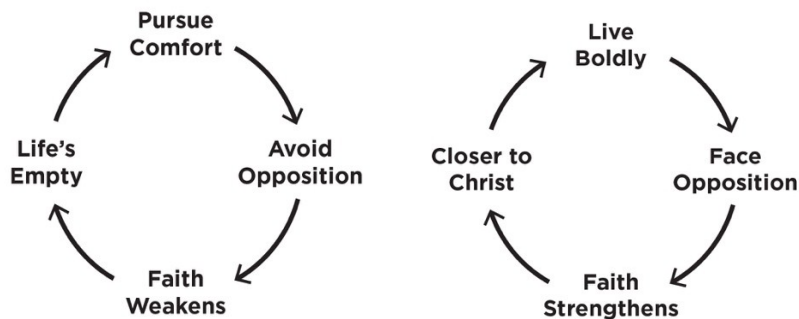 Pursue
Comfort
Avoid
Opposition
Faith
Weakens
Life's
Empty
Live
Boldly
Face
Opposition
Faith
Strengthens
Closer to
Christ